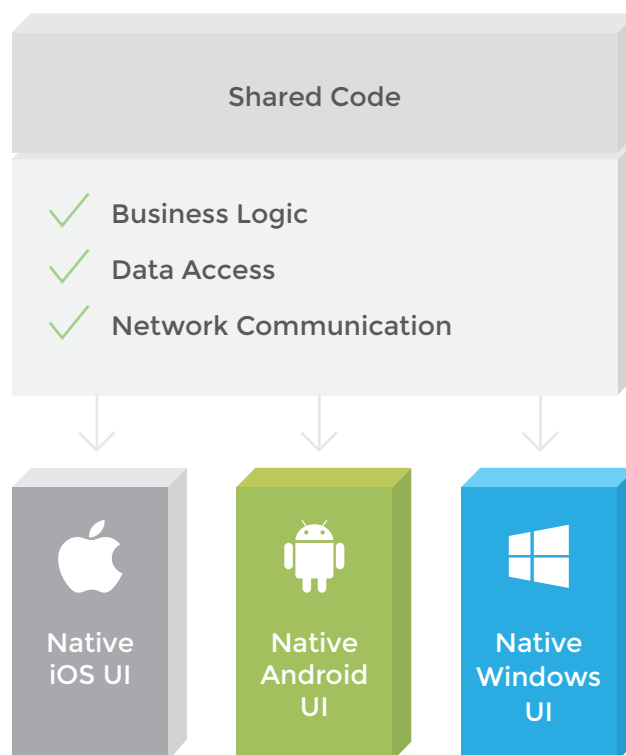 Shared Code
Business Logic
Data Access
Network Communication
Native
iOS UI
Native
Android
UI
Native
Windows
UI